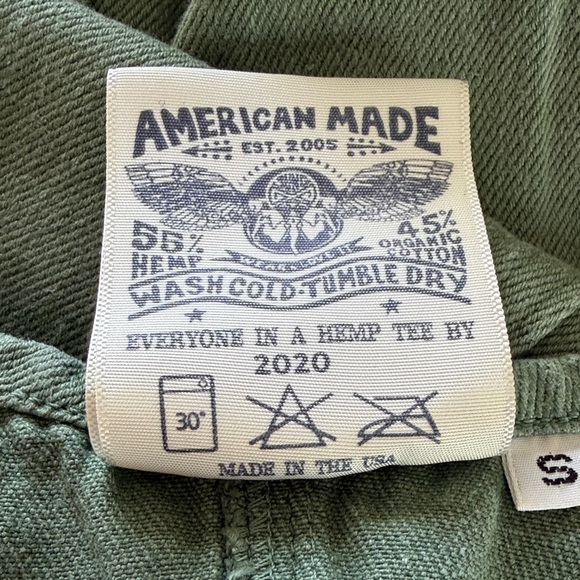 AMERICAN MADE
EST. 2005
55% HEMP
45% ORGANIC COTTON
WASH COLD·TUMBLE DRY
EVERYONE IN A HEMP TEE BY
2020
30°
MADE IN THE USA
S